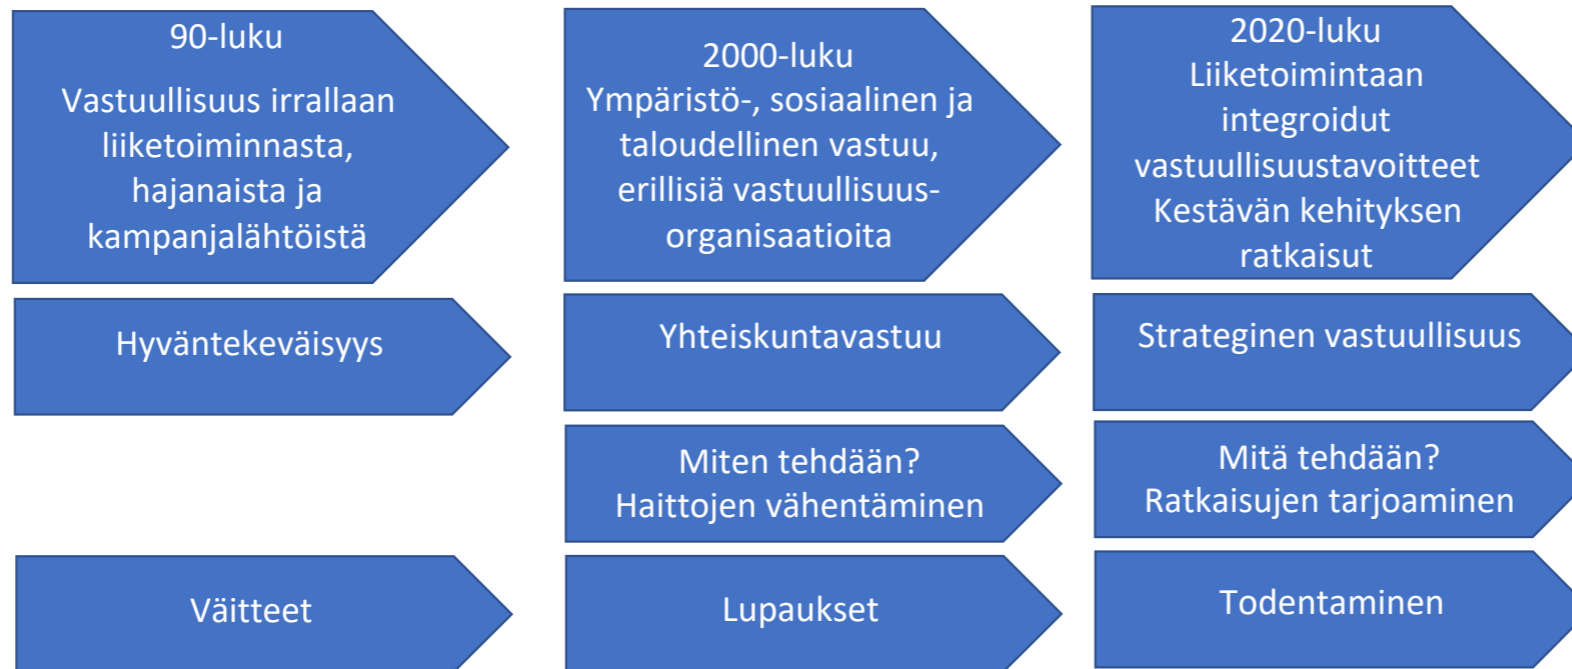 90-luku
Vastuullisuus irrallaan
liiketoiminnasta,
hajanaista ja
kampanjalähtöistä
2000-luku
Ympäristö-, sosiaalinen ja
taloudellinen vastuu,
erillisiä vastuullisuus-
organisaatioita
2020-luku
Liiketoimintaan
integroidut
vastuullisuustavoitteet
Kestävän kehityksen
ratkaisut
Hyväntekeväisyys
Yhteiskuntavastuu
Strateginen vastuullisuus
Miten tehdään?
Haittojen vähentäminen
Mitä tehdään?
Ratkaisujen tarjoaminen
Väitteet
Lupaukset
Todentaminen